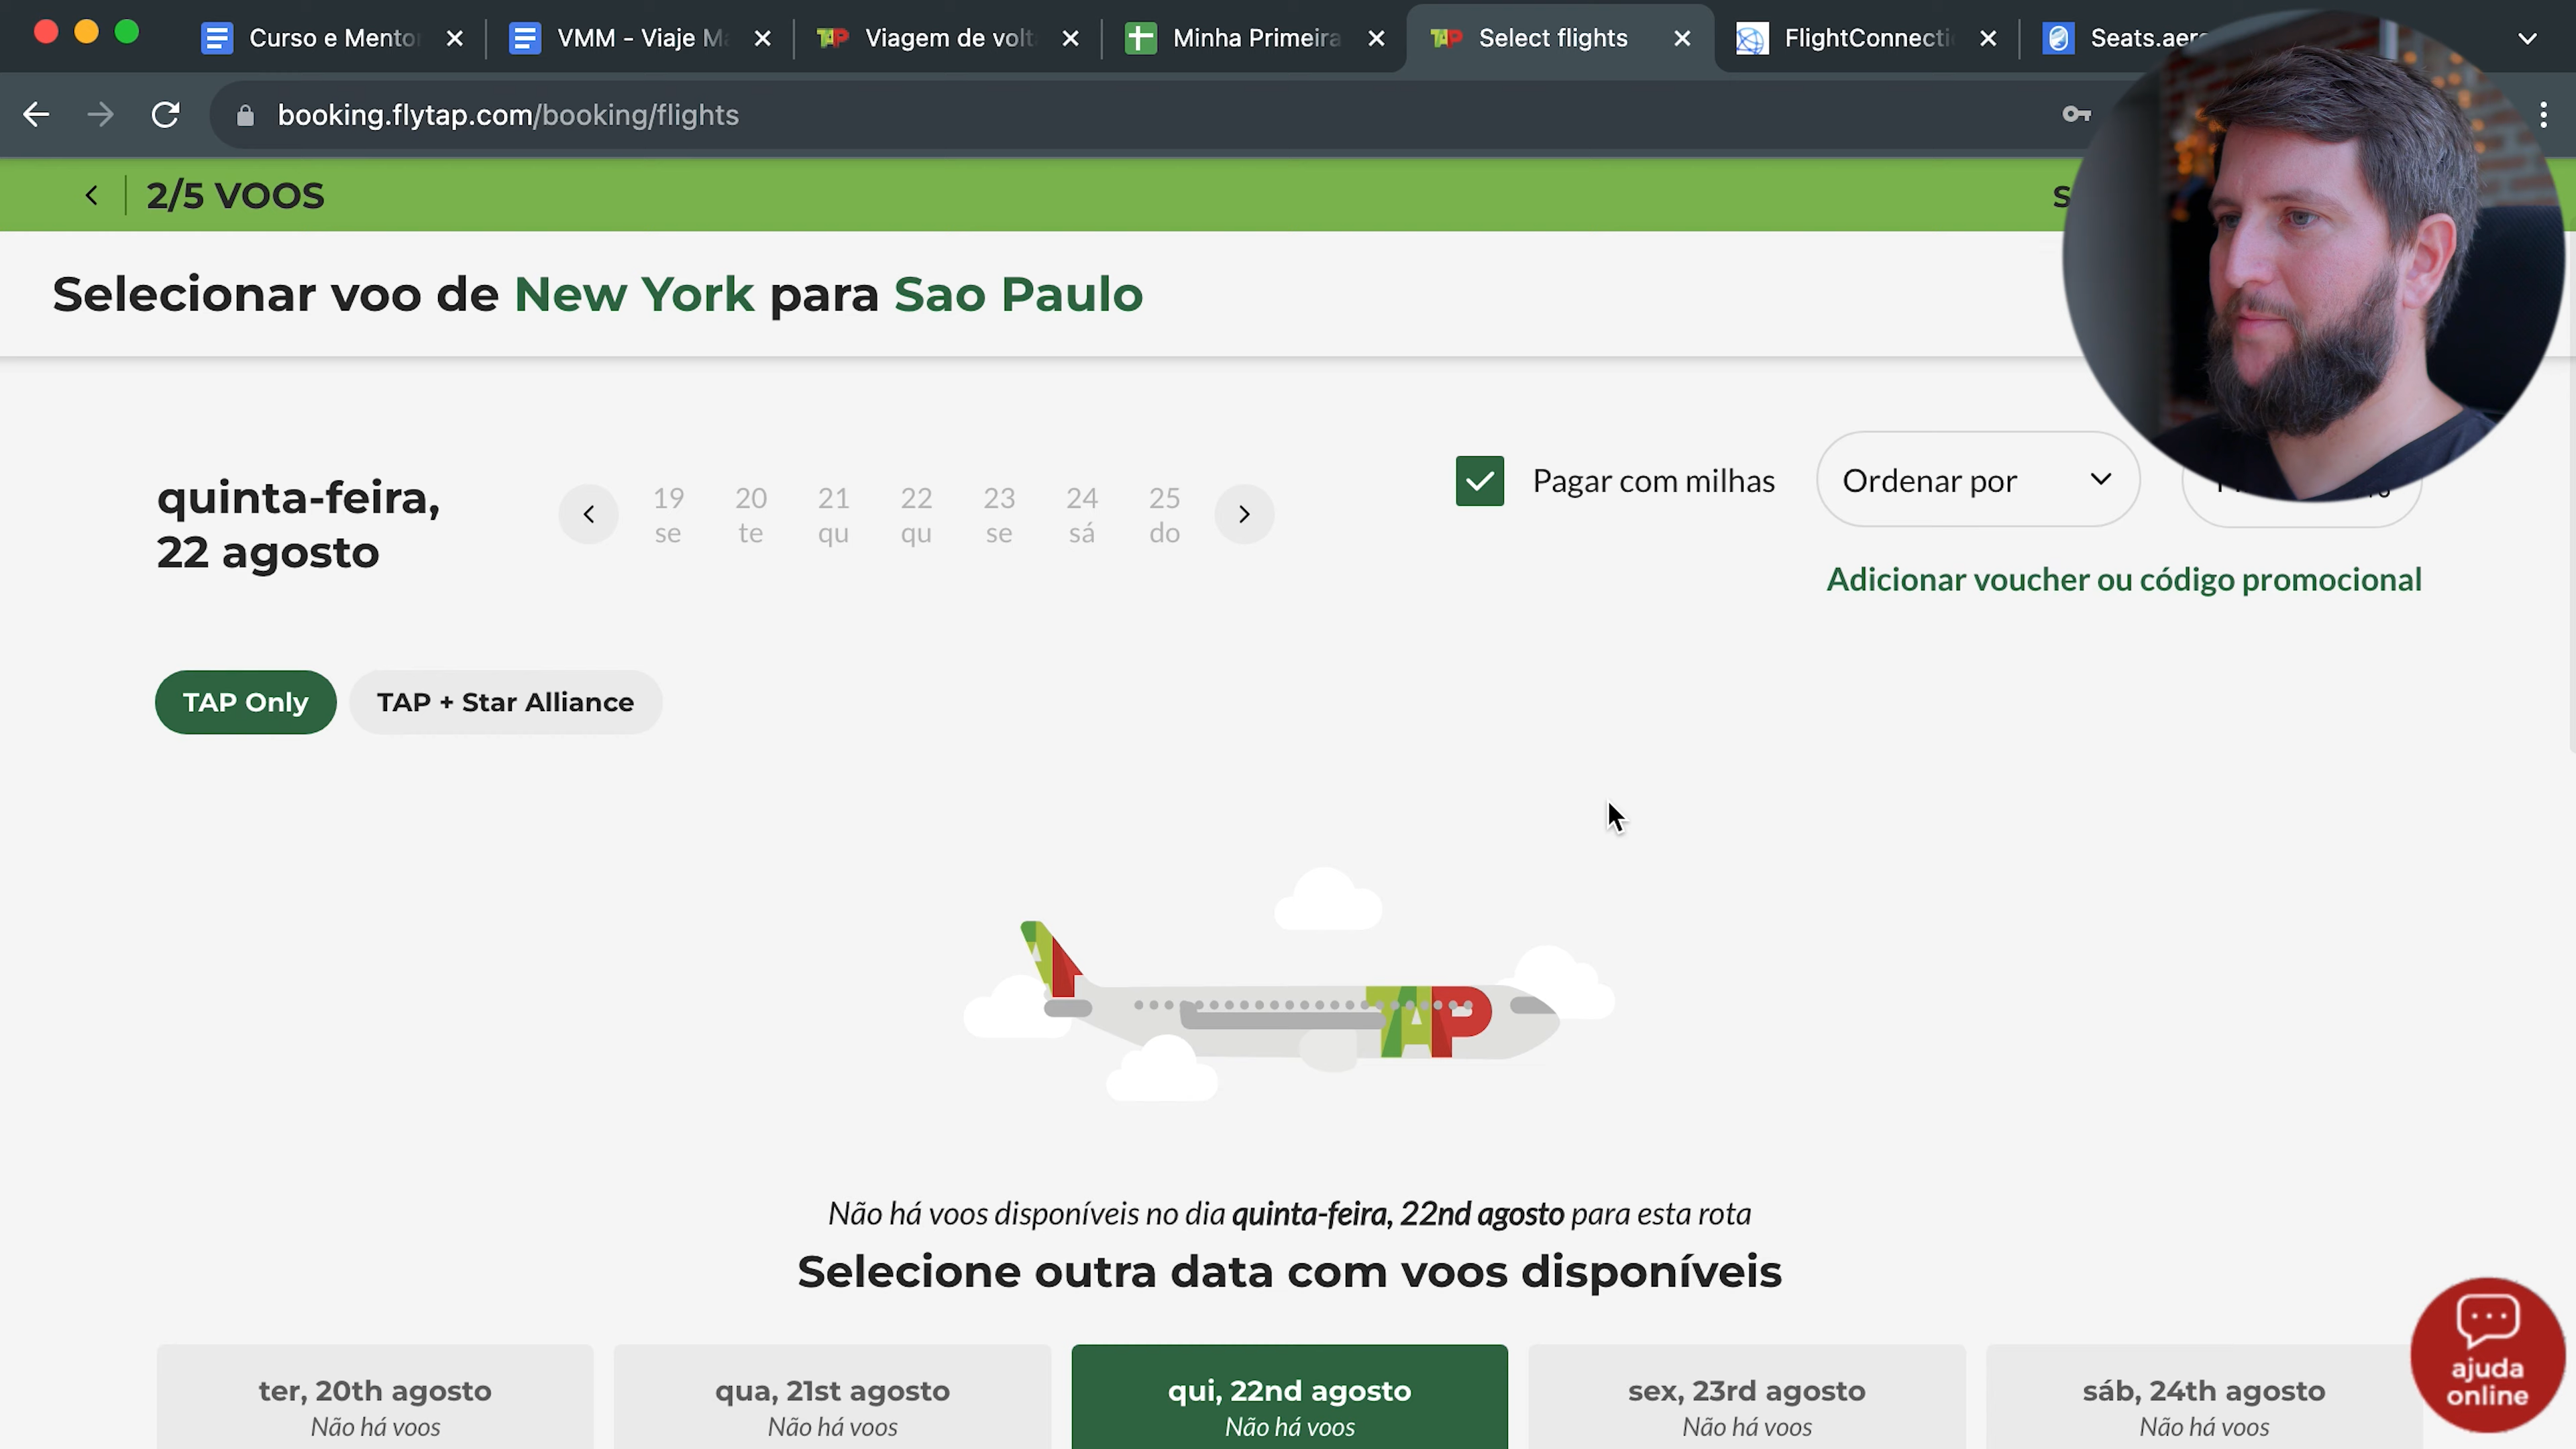 Curso e Mento
VMM - Viaje M
Viagem de volt
Minha Primeira
Select flights
FlightConnecti
Seats.aero
booking.flytap.com/booking/flights
2/5 VOOS
S
Selecionar voo de New York para Sao Paulo
quinta-feira,
22 agosto
19 20 21 22 23 24 25
se te qu qu se sá do
Pagar com milhas
Ordenar por
Adicionar voucher ou código promocional
TAP Only
TAP + Star Alliance
TAP
Não há voos disponíveis no dia quinta-feira, 22nd agosto para esta rota
Selecione outra data com voos disponíveis
ter, 20th agosto
Não há voos
qua, 21st agosto
Não há voos
qui, 22nd agosto
Não há voos
sex, 23rd agosto
Não há voos
sáb, 24th agosto
Não há voos
ajuda
online